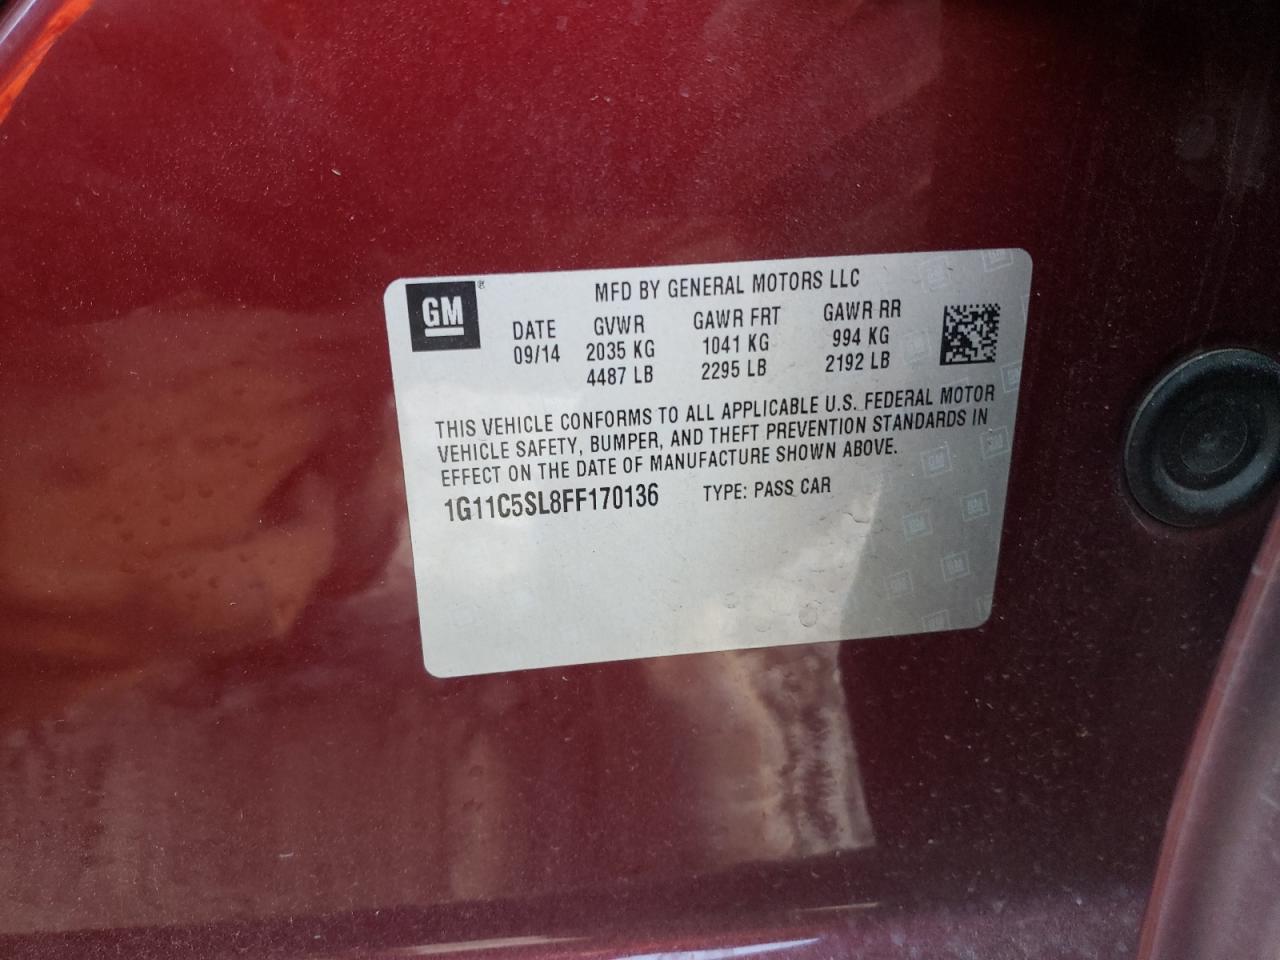 GM®
MFD BY GENERAL MOTORS LLC
DATE GVWR GAWR FRT GAWR RR
09/14 2035 KG 1041 KG 994 KG
4487 LB 2295 LB 2192 LB
THIS VEHICLE CONFORMS TO ALL APPLICABLE U.S. FEDERAL MOTOR
VEHICLE SAFETY, BUMPER, AND THEFT PREVENTION STANDARDS IN
EFFECT ON THE DATE OF MANUFACTURE SHOWN ABOVE.
1G11C5SL8FF170136 TYPE: PASS CAR